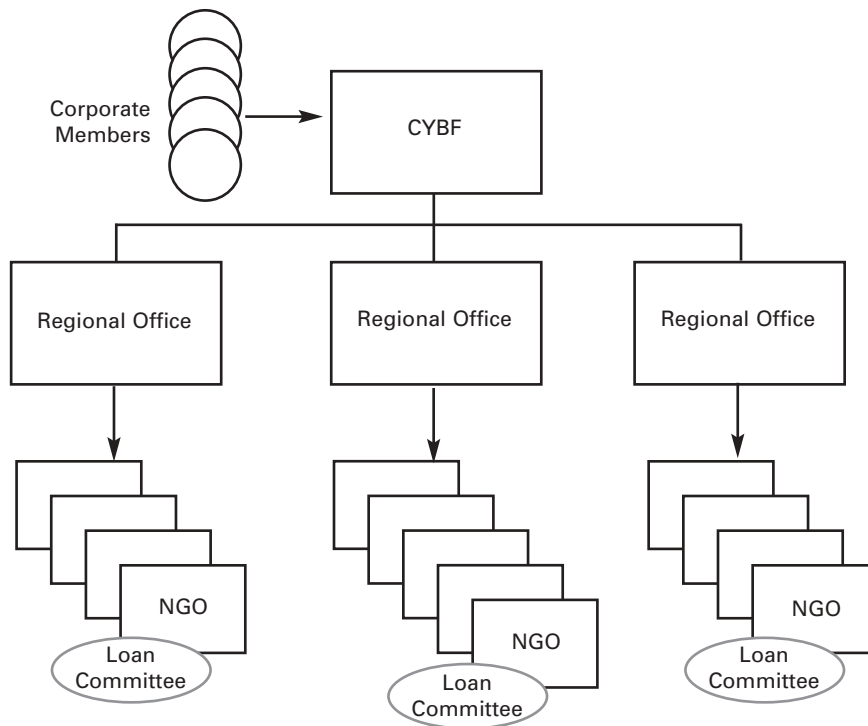 Corporate
Members
CYBF
Regional Office
Regional Office
Regional Office
NGO
Loan
Committee
NGO
Loan
Committee
NGO
Loan
Committee